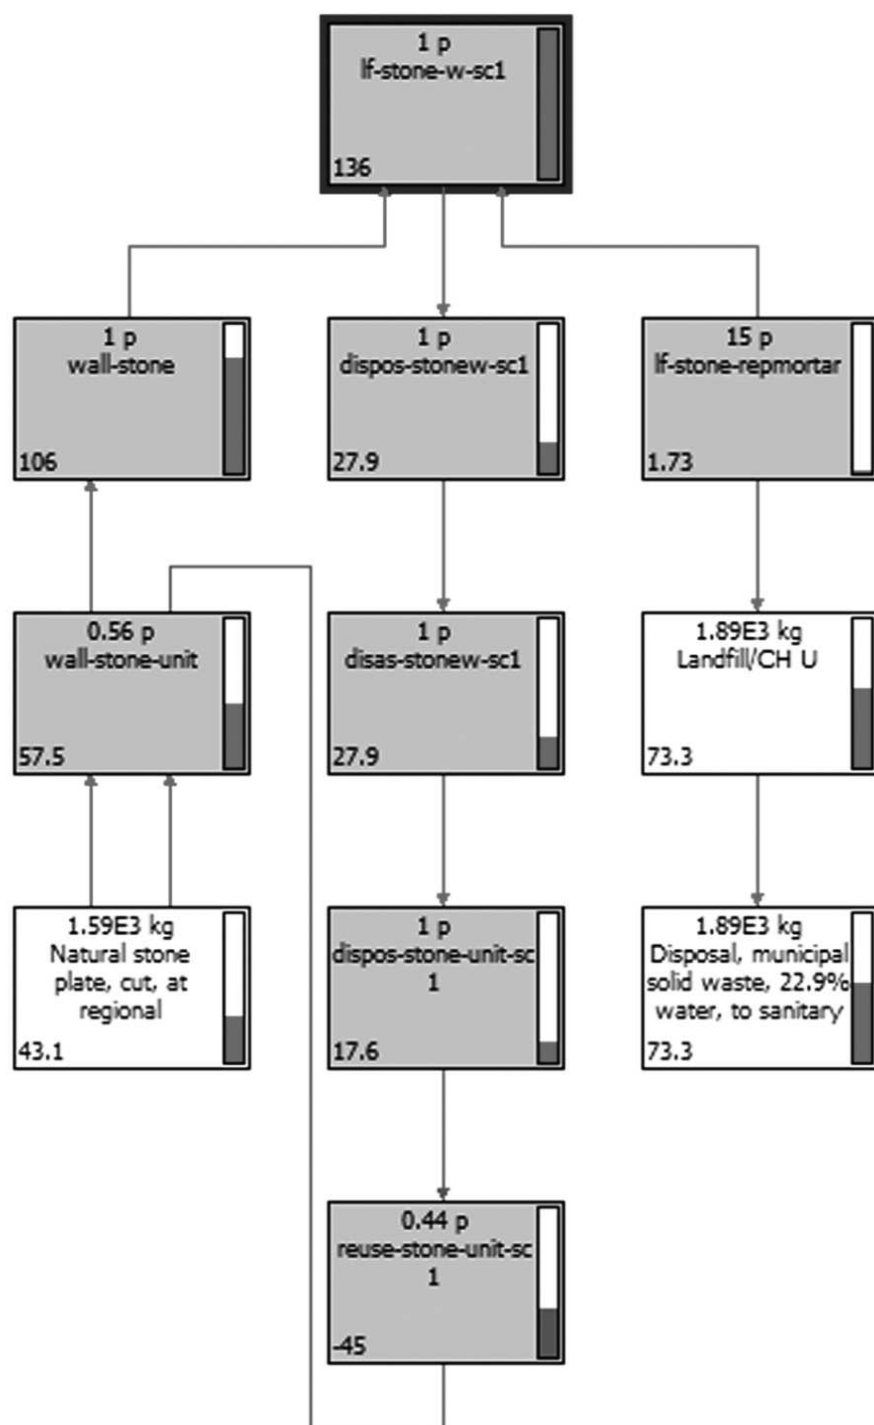 1 p
lf-stone-w-sc1
136
1 p
wall-stone
106
1 p
dispos-stonew-sc1
27.9
15 p
lf-stone-repmortar
1.73
0.56 p
wall-stone-unit
57.5
1 p
disas-stonew-sc1
27.9
1.89E3 kg
Landfill/CH U
73.3
1.59E3 kg
Natural stone
plate, cut, at
regional
43.1
1 p
dispos-stone-unit-sc
1
17.6
1.89E3 kg
Disposal, municipal
solid waste, 22.9%
water, to sanitary
73.3
0.44 p
reuse-stone-unit-sc
1
-45